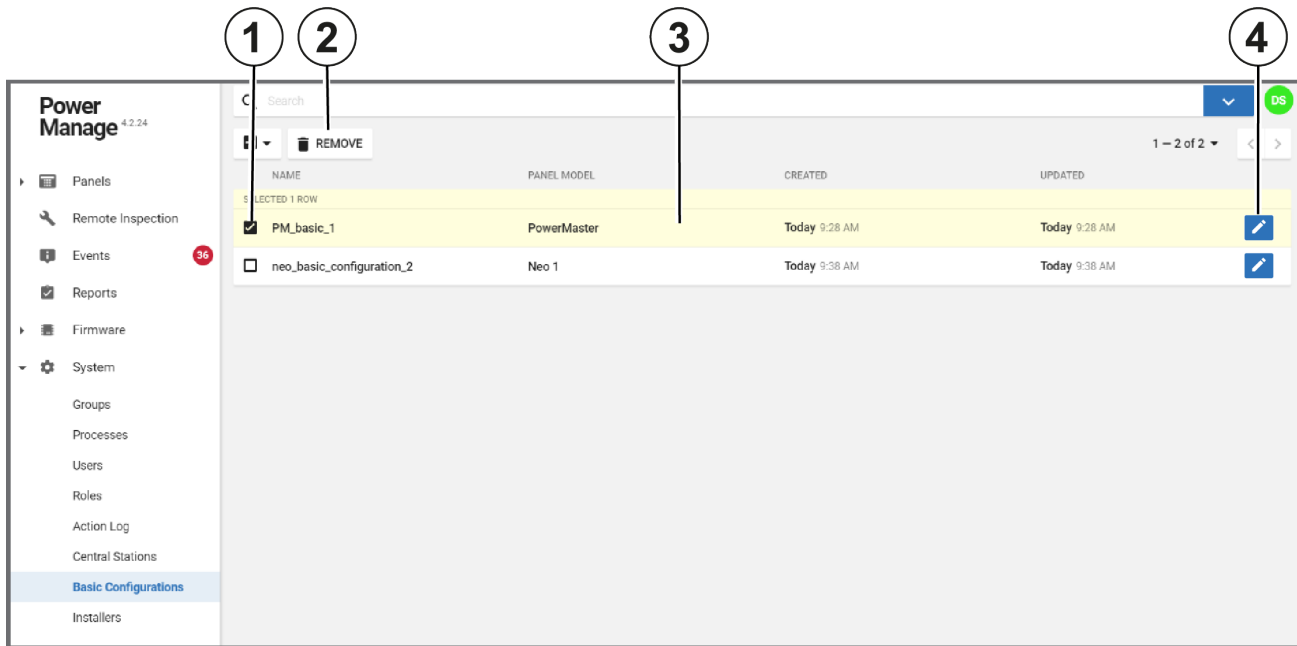 1 2 3 4
Power
Manage 4.2.24
Search
DS
REMOVE
1 – 2 of 2
NAME PANEL MODEL CREATED UPDATED
SELECTED 1 ROW
PM_basic_1 PowerMaster Today 9:28 AM Today 9:28 AM
neo_basic_configuration_2 Neo 1 Today 9:38 AM Today 9:38 AM
Panels
Remote Inspection
Events 36
Reports
Firmware
System
Groups
Processes
Users
Roles
Action Log
Central Stations
Basic Configurations
Installers